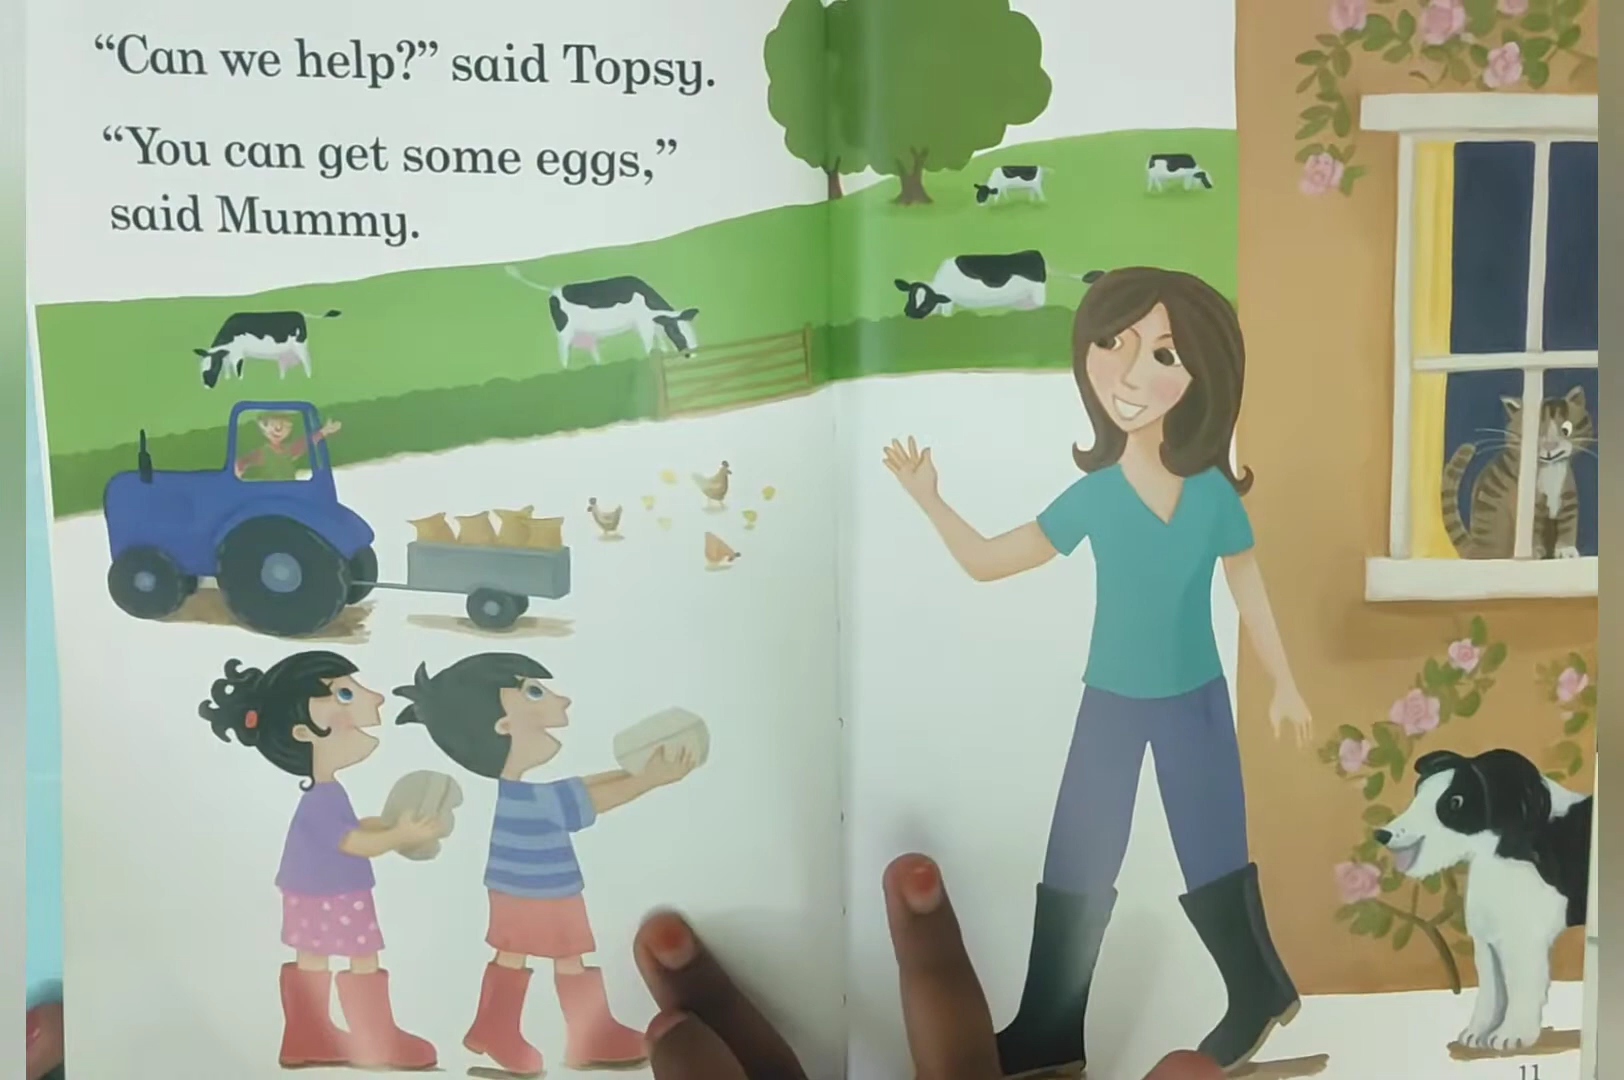 “Can we help?” said Topsy.
“You can get some eggs,”
said Mummy.
11